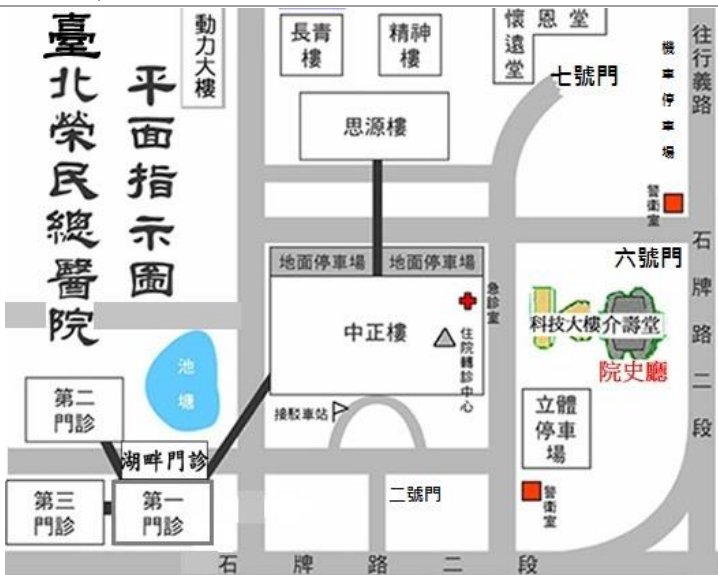 臺北榮民總醫院
平面指示圖
動力大樓
長青樓
精神樓
懷恩堂
懷遠堂
七號門
機車停車場
往行義路
思源樓
警衛室
石牌路二段
六號門
地面停車場
地面停車場
急診室
中正樓
住院轉診中心
科技大樓
介壽堂
院史廳
池塘
第二門診
接駁車站
立體停車場
湖畔門診
第三門診
第一門診
二號門
警衛室
石牌路二段